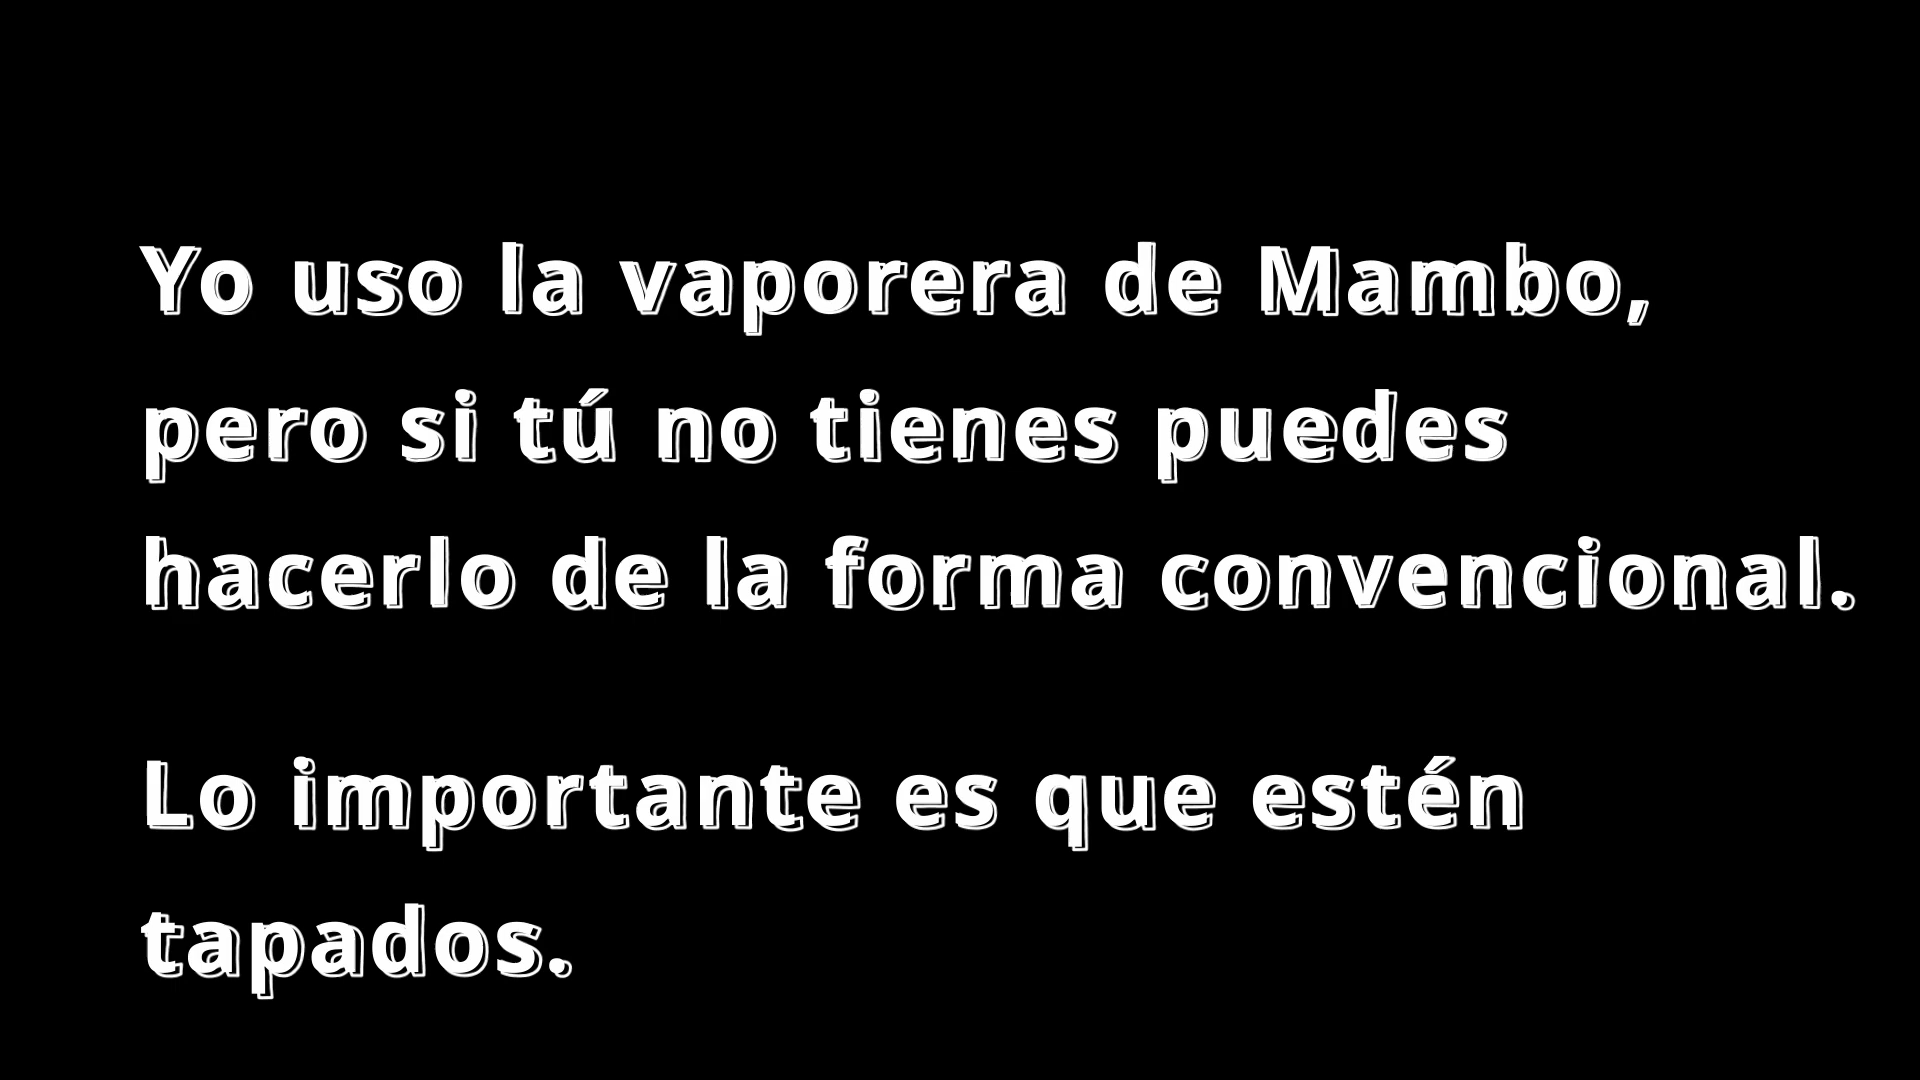 Yo uso la vaporera de Mambo,
pero si tú no tienes puedes
hacerlo de la forma convencional.
Lo importante es que estén
tapados.